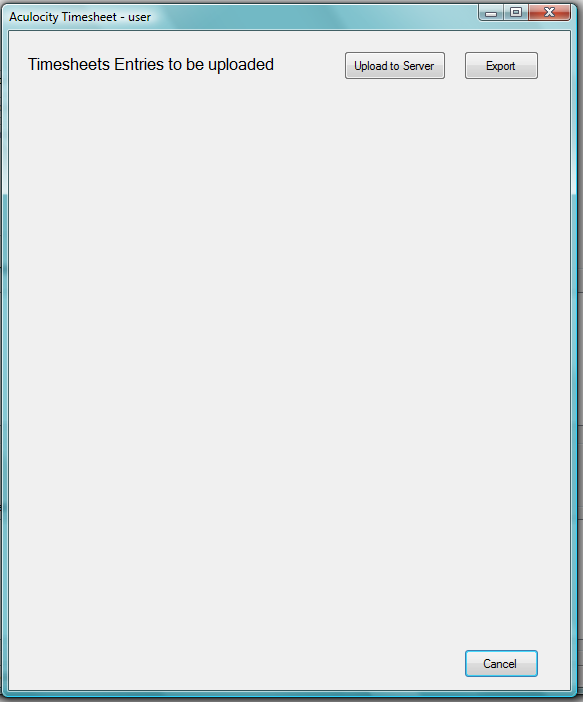 Aculocity Timesheet - user
Timesheets Entries to be uploaded
Upload to Server
Export
Cancel